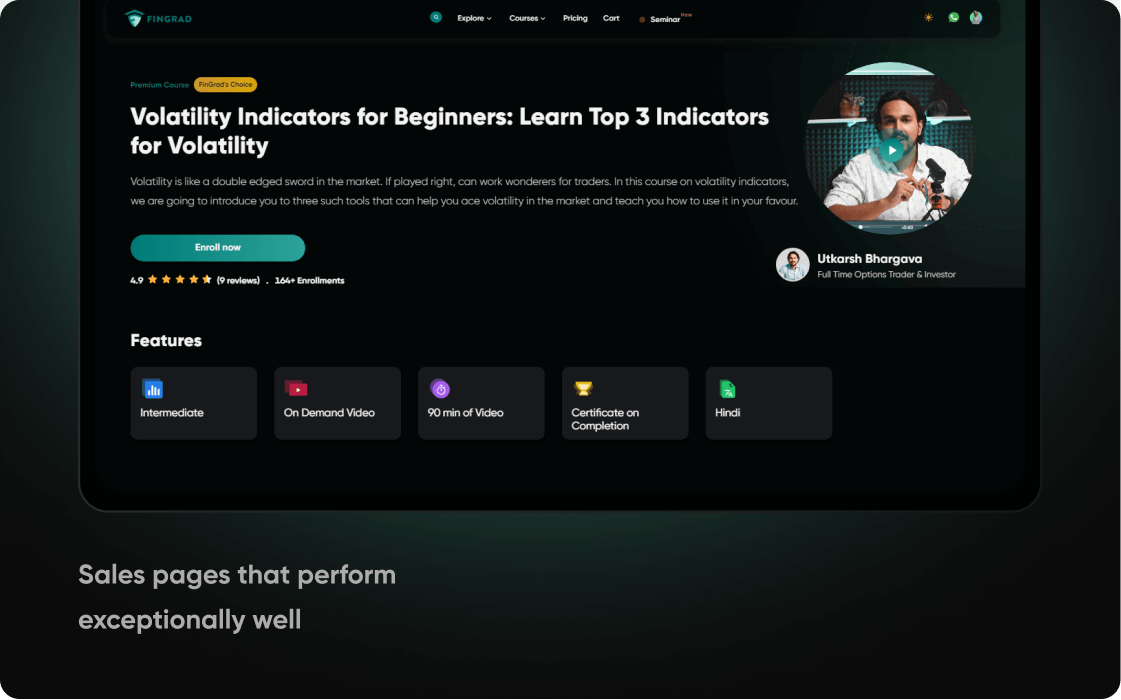 FINGRAD
Explore
Courses
Pricing
Cart
Seminar
New
Premium Course
FinGrad's Choice
Volatility Indicators for Beginners: Learn Top 3 Indicators
for Volatility
Volatility is like a double edged sword in the market. If played right, can work wonderers for traders. In this course on volatility indicators,
we are going to introduce you to three such tools that can help you ace volatility in the market and teach you how to use it in your favour.
Enroll now
4.9
(9 reviews) . 164+ Enrollments
Utkarsh Bhargava
Full Time Options Trader & Investor
Features
Intermediate
On Demand Video
90 min of Video
Certificate on
Completion
Hindi
Sales pages that perform
exceptionally well